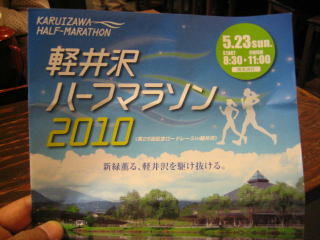 KARUIZAWA
HALF-MARATHON
5.23 sun.
START FINISH
8:30-11:00
軽井沢
ハーフマラソン
2010
新緑薫る、軽井沢を駆け抜ける。